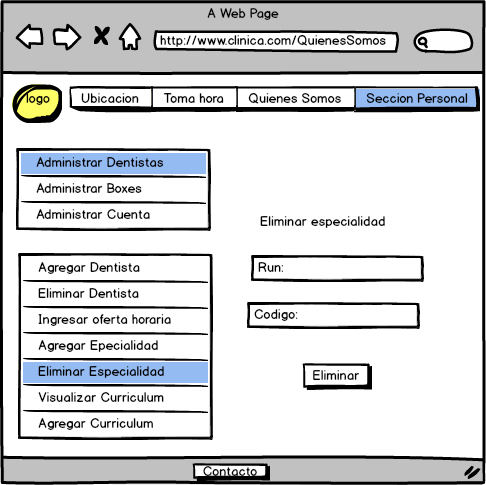 A Web Page
http://www.clinica.com/QuienesSomos
logo
Ubicacion Toma hora Quienes Somos Seccion Personal
Administrar Dentistas
Administrar Boxes
Administrar Cuenta
Eliminar especialidad
Agregar Dentista
Run:
Eliminar Dentista
Ingresar oferta horaria
Codigo:
Agregar Epecialidad
Eliminar Especialidad
Eliminar
Visualizar Curriculum
Agregar Curriculum
Contacto